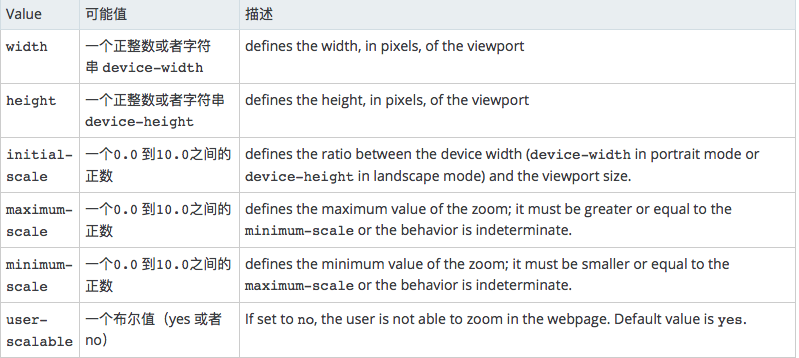 Value 可能值 描述
width 一个正整数或者字符 defines the width, in pixels, of the viewport
串 device-width
height 一个正整数或者字符串 defines the height, in pixels, of the viewport
device-height
initial- 一个0.0 到10.0之间的 defines the ratio between the device width (device-width in portrait mode or
scale 正数 device-height in landscape mode) and the viewport size.
maximum- 一个0.0 到10.0之间的 defines the maximum value of the zoom; it must be greater or equal to the
scale 正数 minimum-scale or the behavior is indeterminate.
minimum- 一个0.0 到10.0之间的 defines the minimum value of the zoom; it must be smaller or equal to the
scale 正数 maximum-scale or the behavior is indeterminate.
user- 一个布尔值（yes 或者 If set to no, the user is not able to zoom in the webpage. Default value is yes.
scalable no）